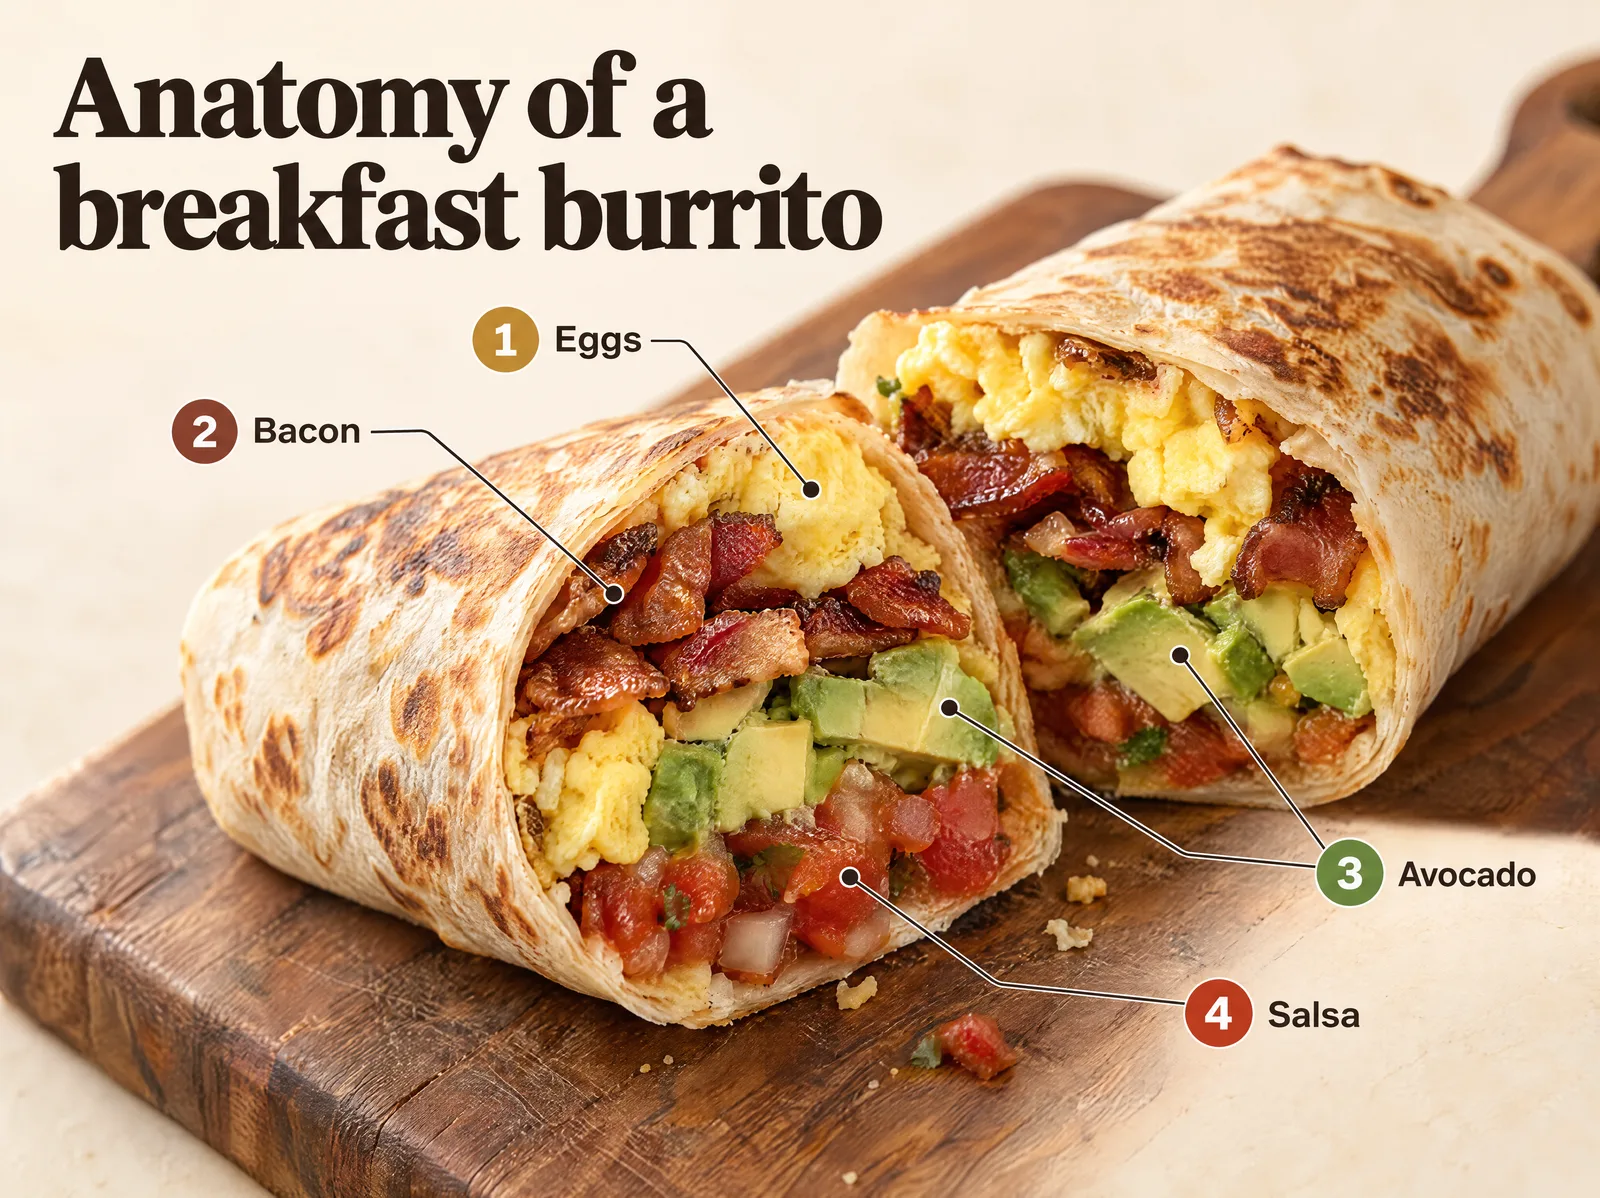 Anatomy of a
breakfast burrito
1 Eggs
2 Bacon
3 Avocado
4 Salsa